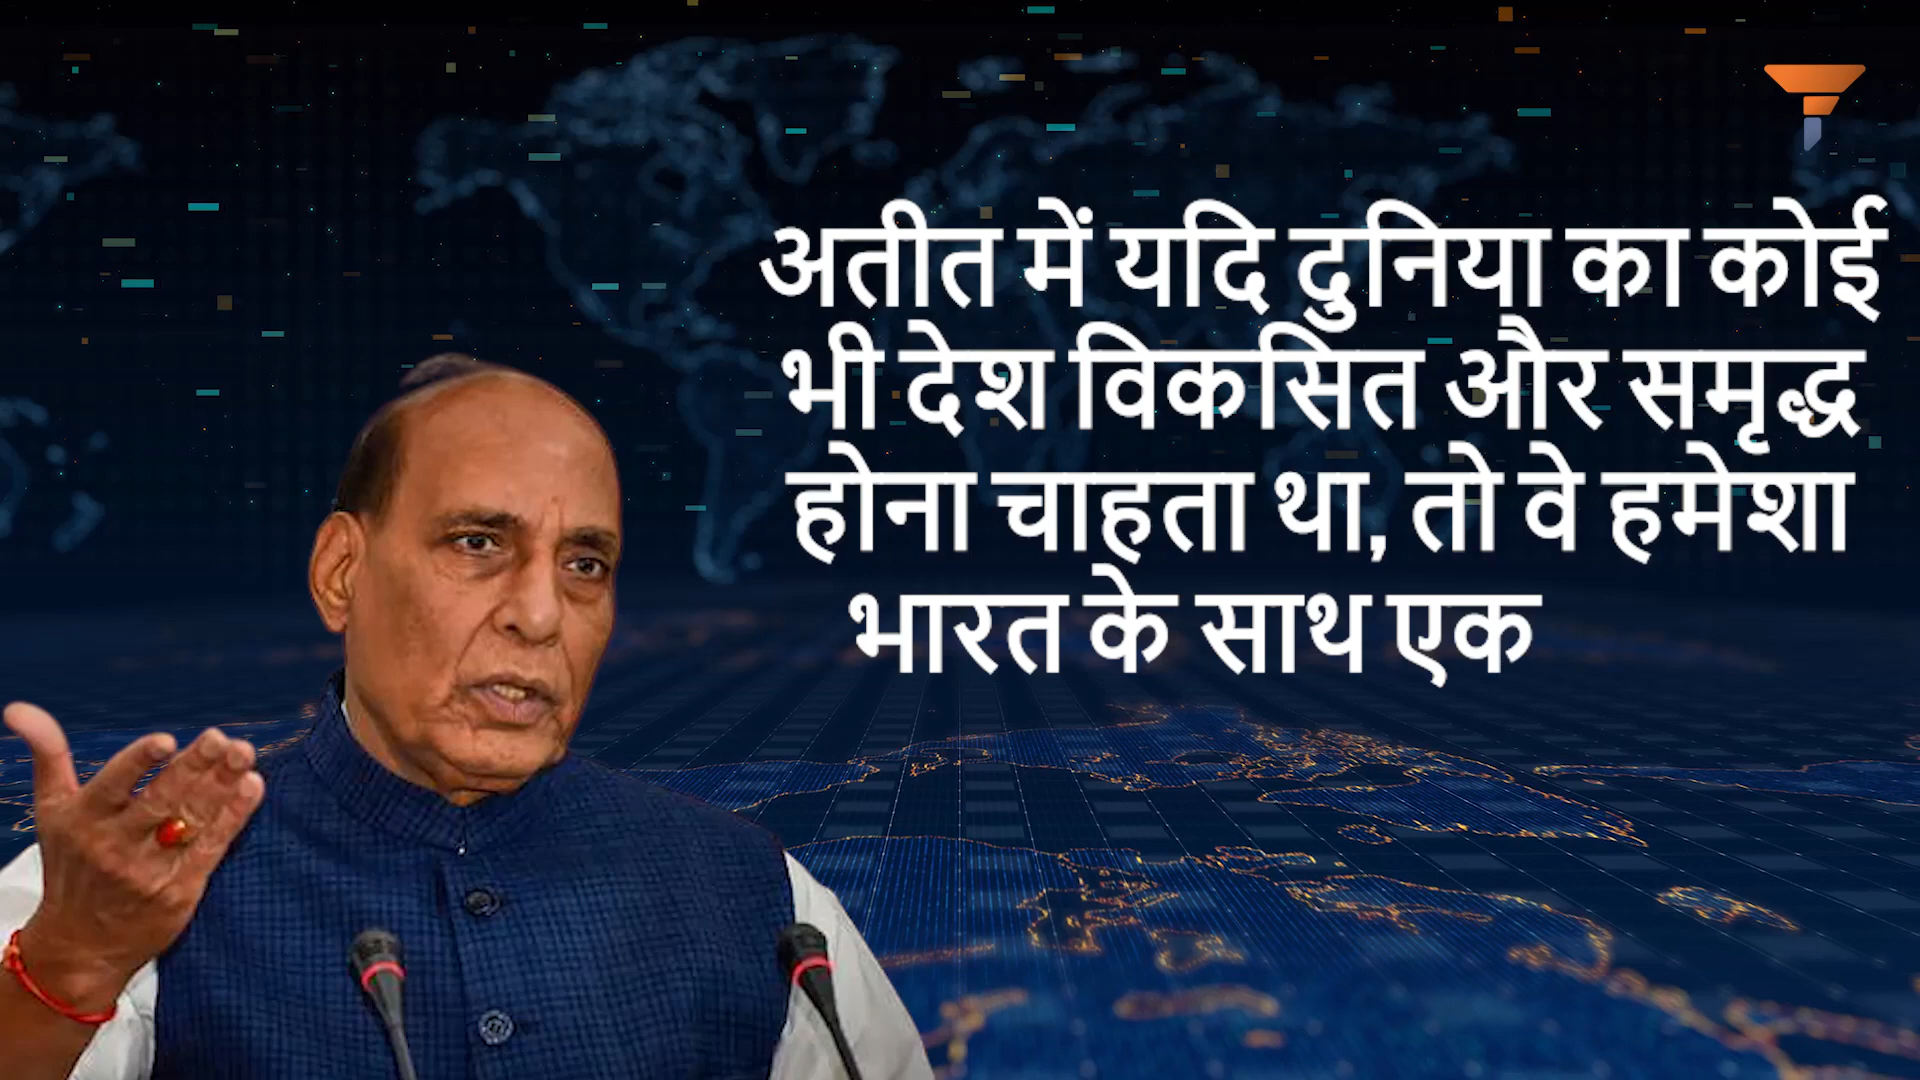 अतीत में यदि दुनिया का कोई
भी देश विकसित और समृद्ध
होना चाहता था, तो वे हमेशा
भारत के साथ एक